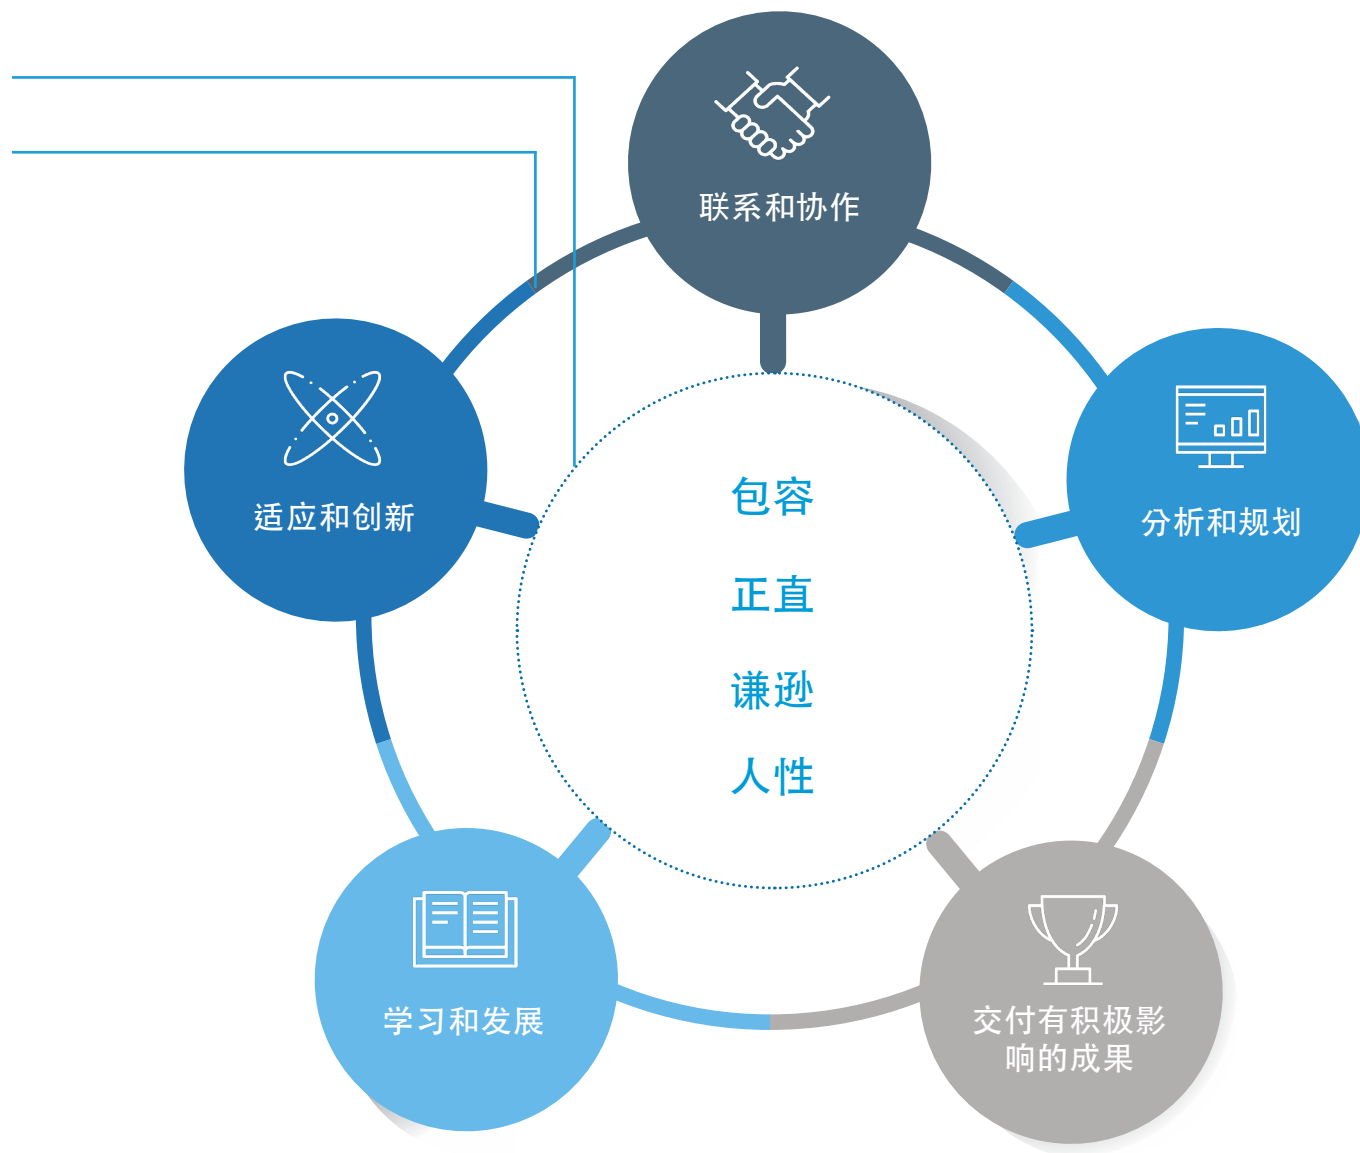 联系和协作
适应和创新
分析和规划
包容
正直
谦逊
人性
学习和发展
交付有积极影
响的成果